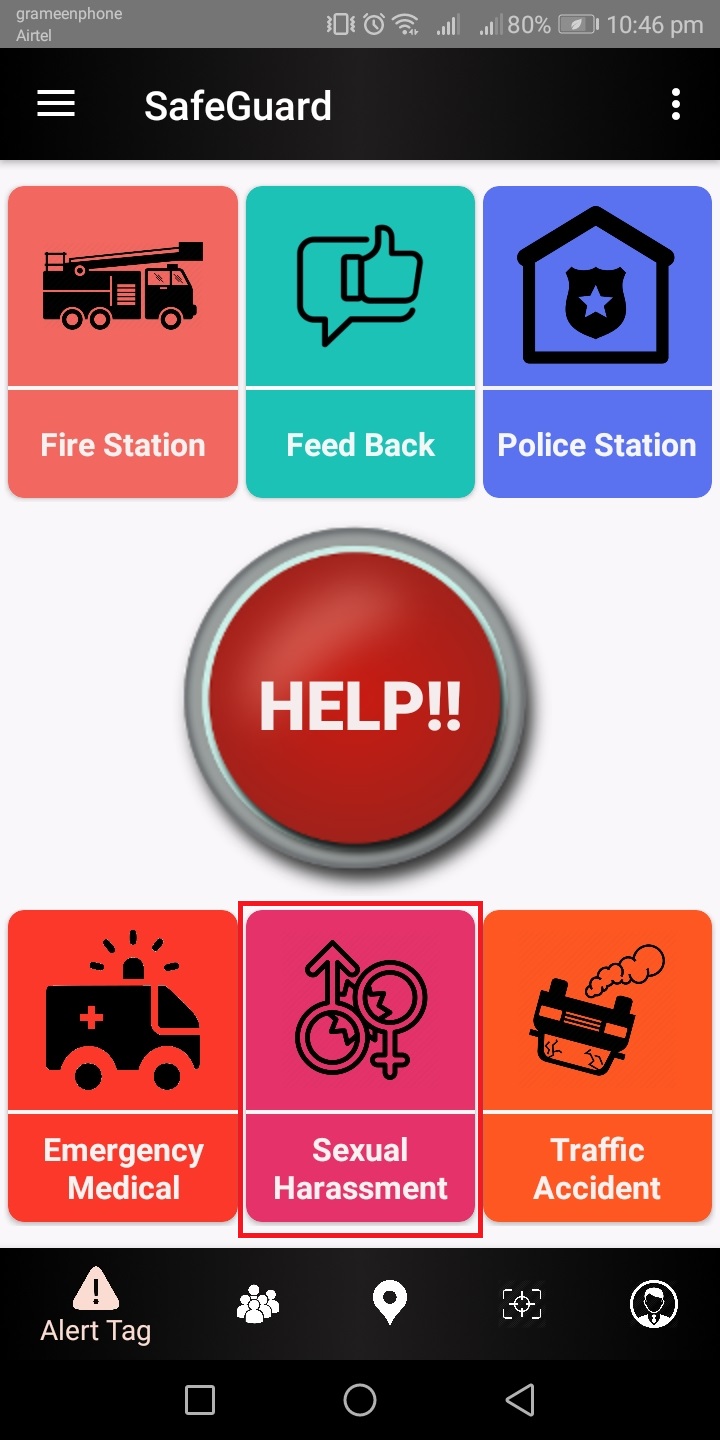 grameenphone
Airtel
80%
10:46 pm
SafeGuard
Fire Station
Feed Back
Police Station
HELP!!
Emergency
Medical
Sexual
Harassment
Traffic
Accident
Alert Tag